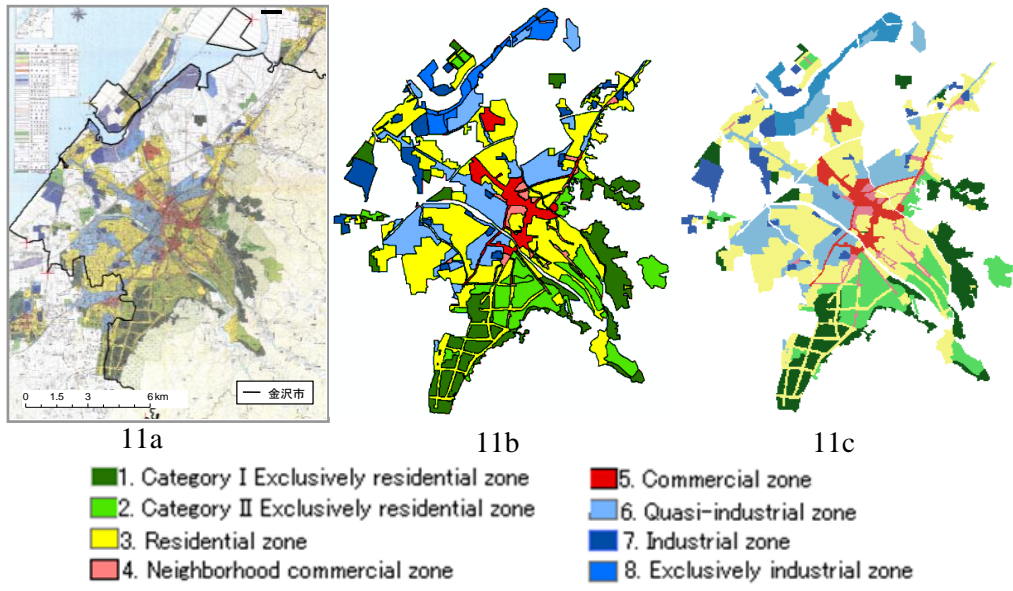 0 1.5 3 6km
金沢市
11a
11b
11c
1. Category I Exclusively residential zone
2. Category II Exclusively residential zone
3. Residential zone
4. Neighborhood commercial zone
5. Commercial zone
6. Quasi-industrial zone
7. Industrial zone
8. Exclusively industrial zone